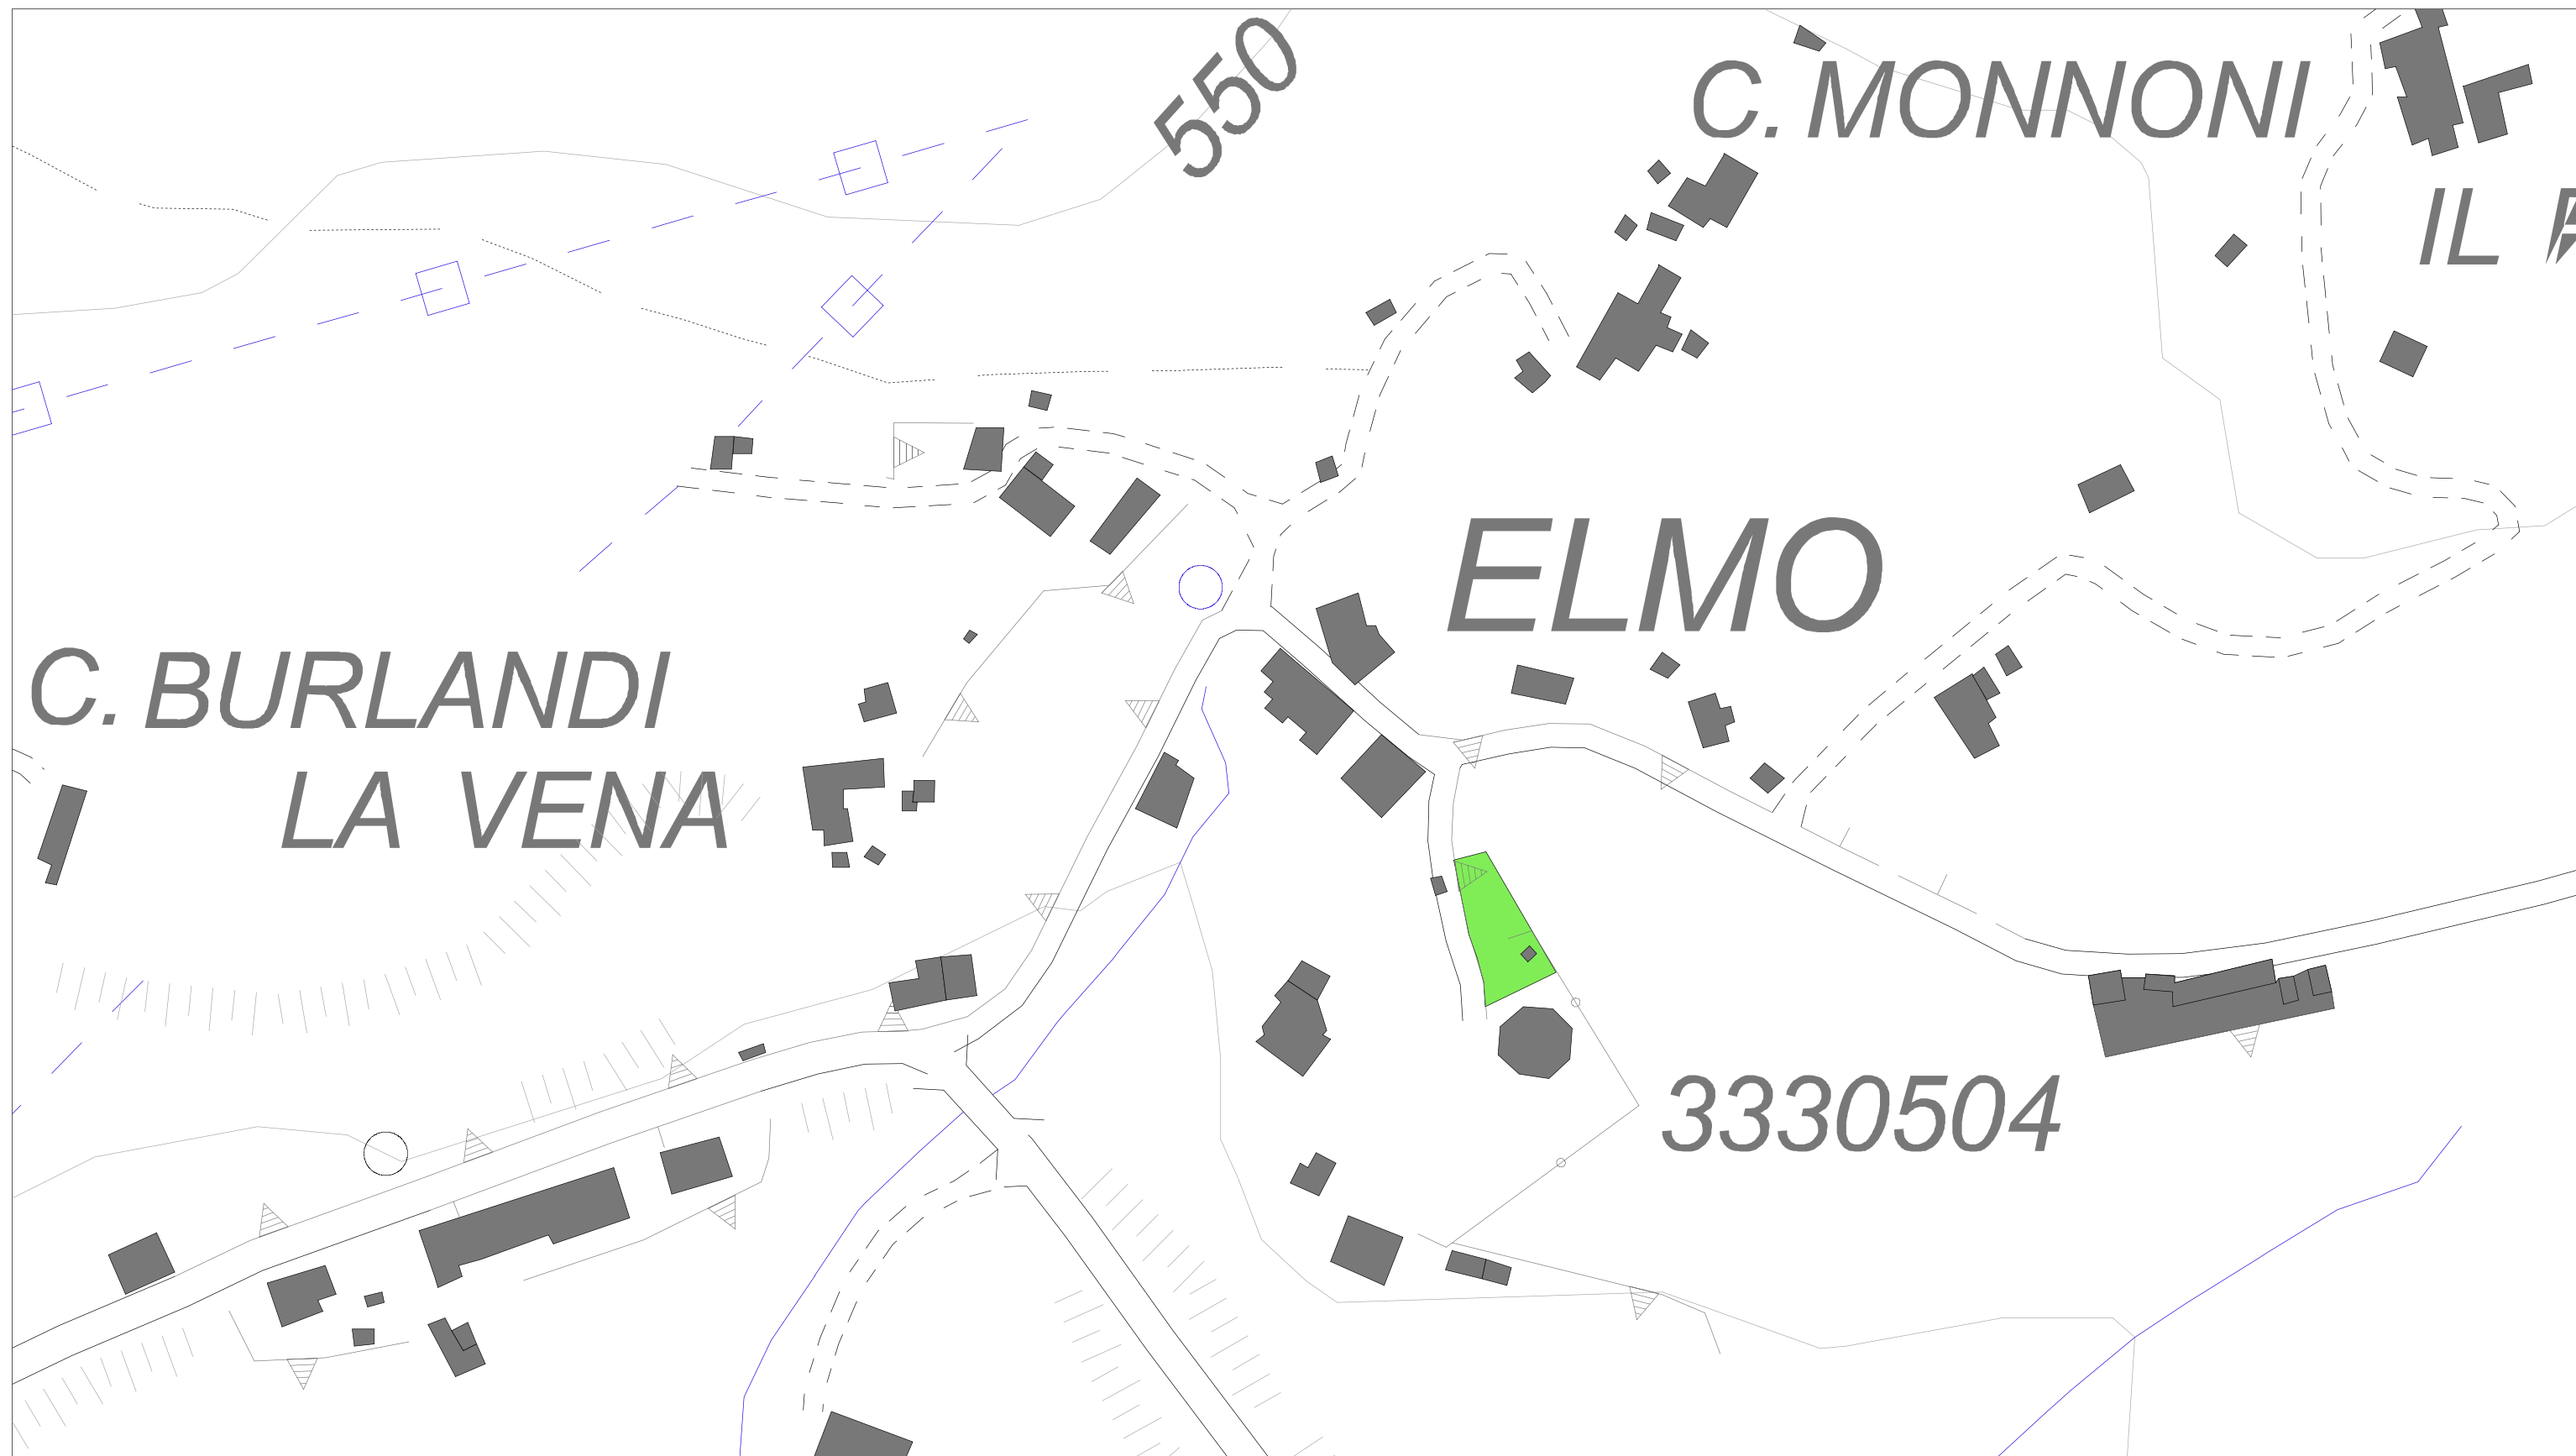 550
C. MONNONI
IL
ELMO
C. BURLANDI
LA VENA
3330504